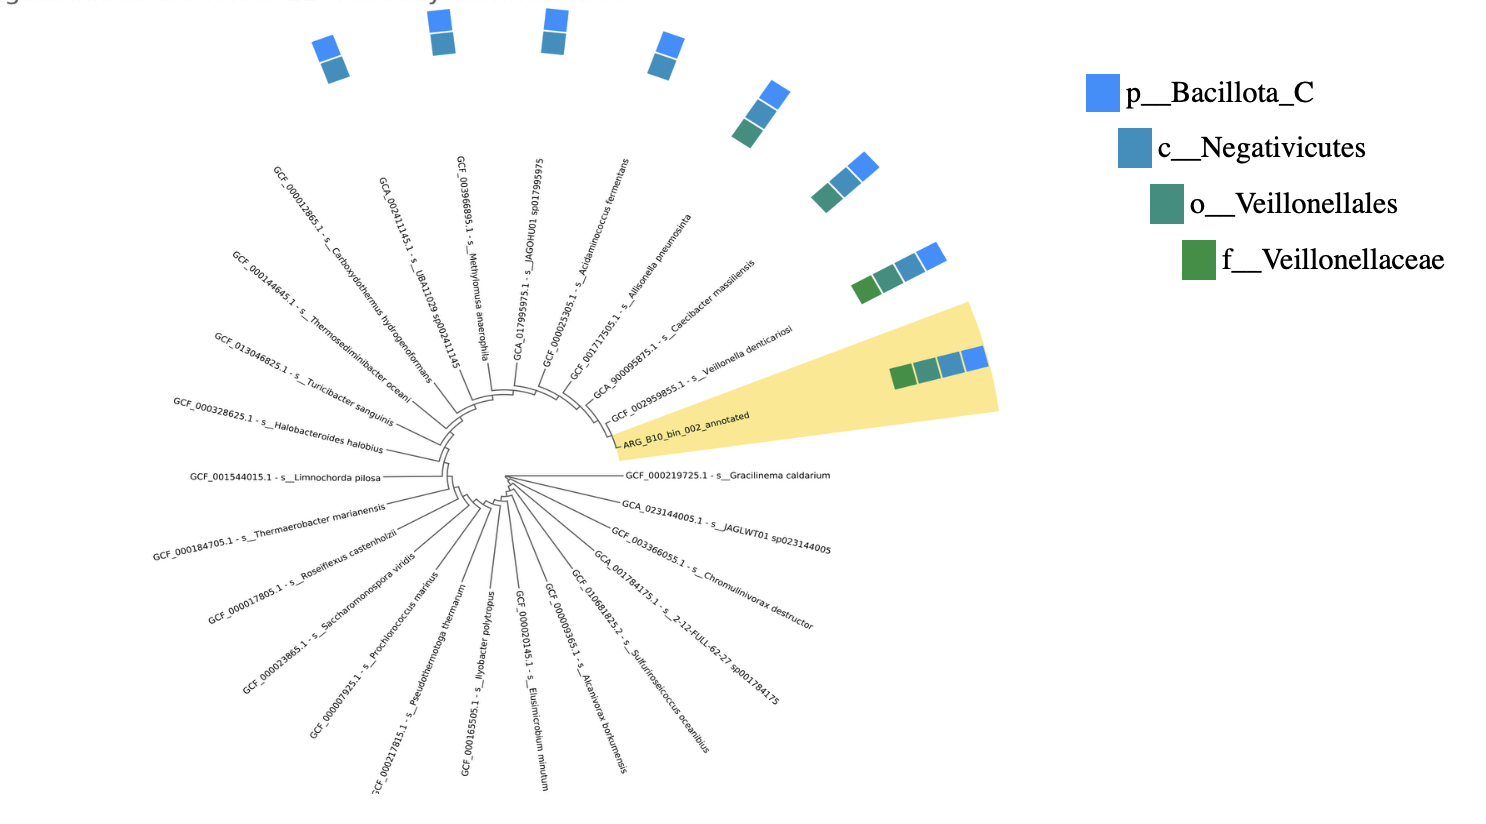 p__Bacillota_C
c__Negativicutes
o__Veillonellales
f__Veillonellaceae
GCF_000012865.1 - s__Carboxydothermus hydrogenoformans
GCA_002411145.1 - s__UBA11029 sp002411145
GCF_003966895.1 - s__Methylomusa anaerophila
GCA_017995975.1 - s__JAGOHU01 sp017995975
GCF_000025305.1 - s__Acidaminococcus fermentans
GCF_001717505.1 - s__Allisonella pneumosinta
GCA_900095875.1 - s__Caecibacter massiliensis
GCF_002959855.1 - s__Veillonella denticariosi
ARG_B10_bin_002_annotated
GCF_000219725.1 - s__Gracilinema caldarium
GCA_023144005.1 - s__JAGLWT01 sp023144005
GCF_003366055.1 - s__Chromulinivorax destructor
GCA_001784175.1 - s__2-12-FULL-62-27 sp001784175
GCF_010681825.2 - s__Sulfuriroseicoccus oceanibius
GCF_000009365.1 - s__Alcanivorax borkumensis
GCF_000020145.1 - s__Elusimicrobium minutum
GCF_000165505.1 - s__Ilyobacter polytropus
GCF_000217815.1 - s__Pseudothermotoga thermarum
GCF_000007925.1 - s__Prochlorococcus marinus
GCF_000023865.1 - s__Saccharomonospora viridis
GCF_000017805.1 - s__Roseiflexus castenholzii
GCF_000184705.1 - s__Thermaerobacter marianensis
GCF_001544015.1 - s__Limnochorda pilosa
GCF_000328625.1 - s__Halobacteroides halobius
GCF_013046825.1 - s__Turicibacter sanguinis
GCF_000144645.1 - s__Thermosediminibacter oceani